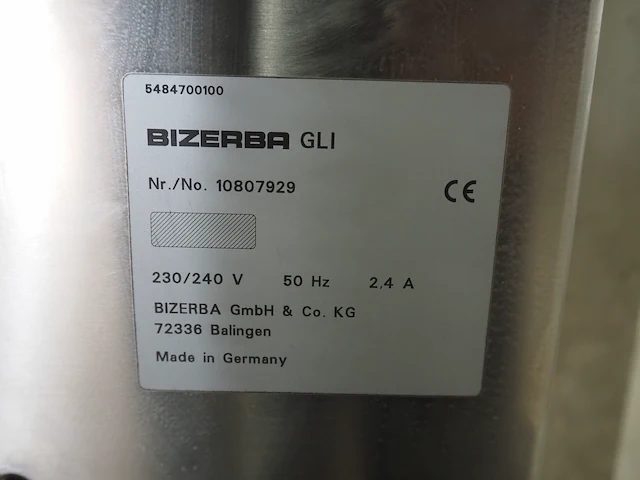 5484700100
BIZERBA GLI
Nr./No. 10807929
CE
230/240 V 50 Hz 2,4 A
BIZERBA GmbH & Co. KG
72336 Balingen
Made in Germany